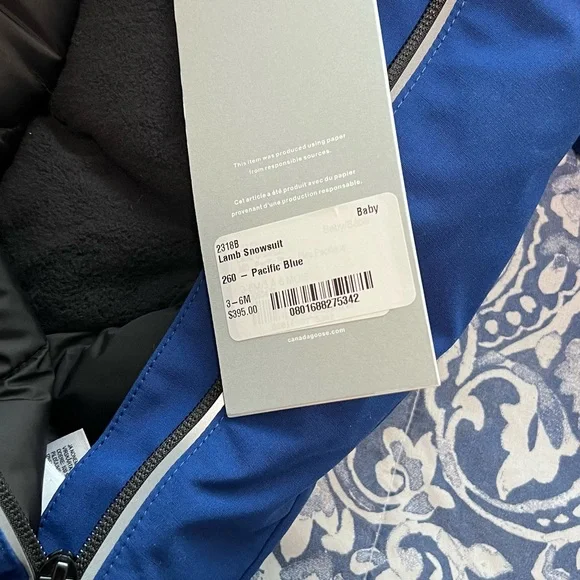 This item was produced using paper
from responsible sources.
Cet article a été produit avec du papier
provenant d'une production responsable.
2318B Baby
Lamb Snowsuit
260 – Pacific Blue
3–6M
$395.00
0801688275342
canadagoose.com